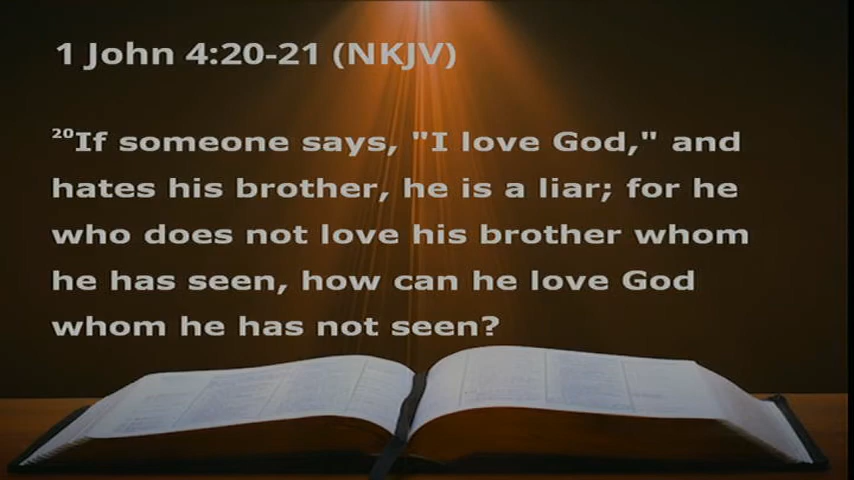 1 John 4:20-21 (NKJV)
²⁰If someone says, "I love God," and
hates his brother, he is a liar; for he
who does not love his brother whom
he has seen, how can he love God
whom he has not seen?